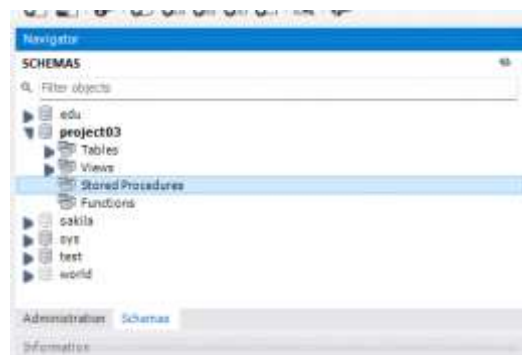 Navigator
SCHEMAS
Filter objects
edu
project03
Tables
Views
Stored Procedures
Functions
sakila
sys
test
world
Administration Schemas
Information